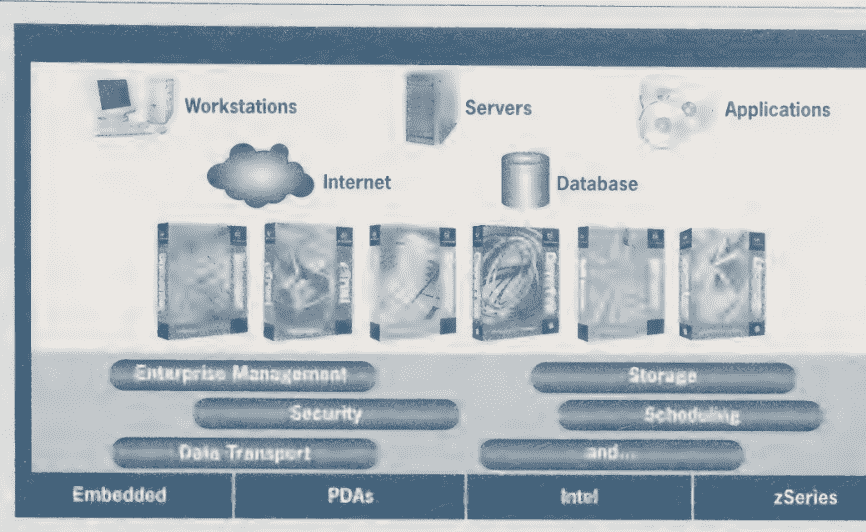 Workstations
Servers
Applications
Internet
Database
Enterprise Management
Storage
Security
Scheduling
Data Transport
and...
Embedded
PDAs
Intel
zSeries